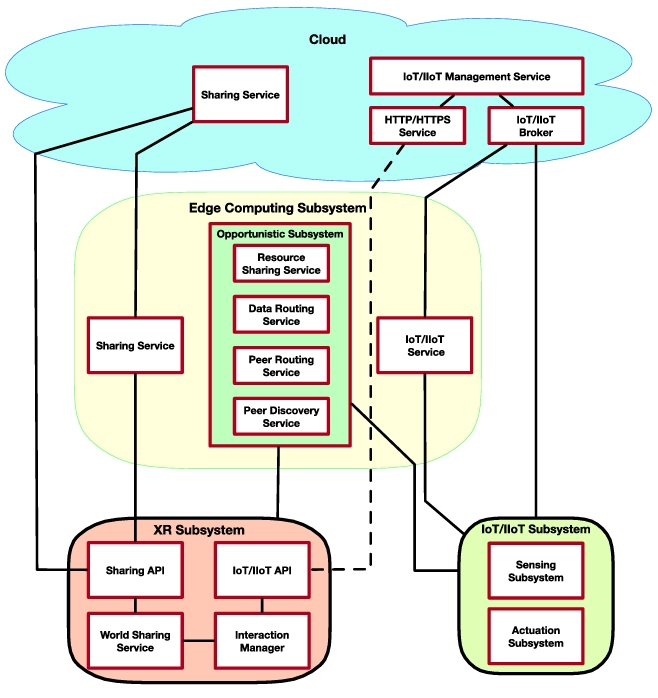 Cloud
Sharing Service
IoT/IIoT Management Service
HTTP/HTTPS
Service
IoT/IIoT
Broker
Edge Computing Subsystem
Opportunistic Subsystem
Resource
Sharing Service
Data Routing
Service
Peer Routing
Service
Peer Discovery
Service
Sharing Service
IoT/IIoT
Service
XR Subsystem
Sharing API
IoT/IIoT API
World Sharing
Service
Interaction
Manager
IoT/IIoT Subsystem
Sensing
Subsystem
Actuation
Subsystem